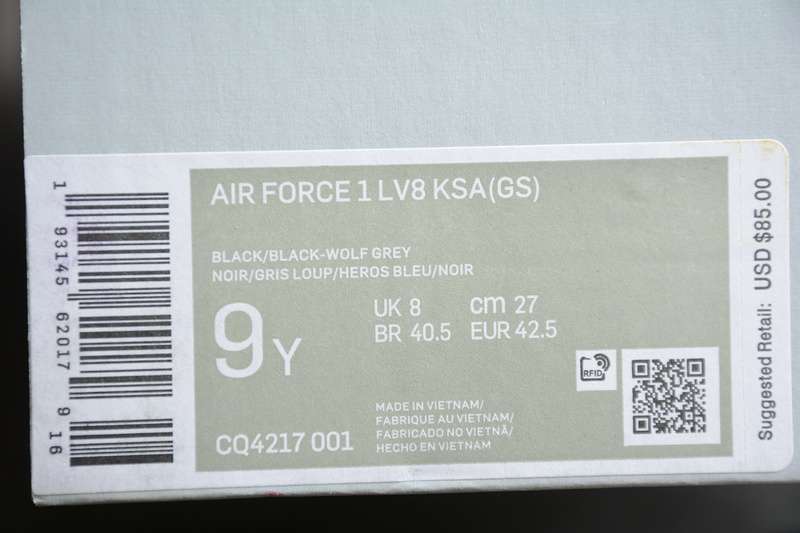 AIR FORCE 1 LV8 KSA(GS)
BLACK/BLACK-WOLF GREY
NOIR/GRIS LOUP/HEROS BLEU/NOIR
9Y
UK 8 cm 27
BR 40.5 EUR 42.5
RFID
CQ4217 001
MADE IN VIETNAM/
FABRIQUE AU VIETNAM/
FABRICADO NO VIETNÃ/
HECHO EN VIETNAM
1 93145 62017 9 16
Suggested Retail: USD $85.00